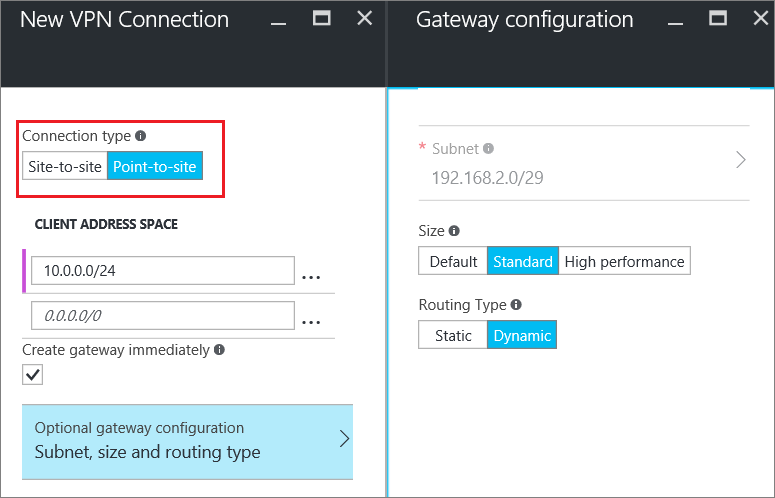 New VPN Connection
Connection type
Site-to-site Point-to-site
CLIENT ADDRESS SPACE
10.0.0.0/24 ...
0.0.0.0/0 ...
Create gateway immediately
Optional gateway configuration
Subnet, size and routing type
Gateway configuration
* Subnet
192.168.2.0/29
Size
Default Standard High performance
Routing Type
Static Dynamic